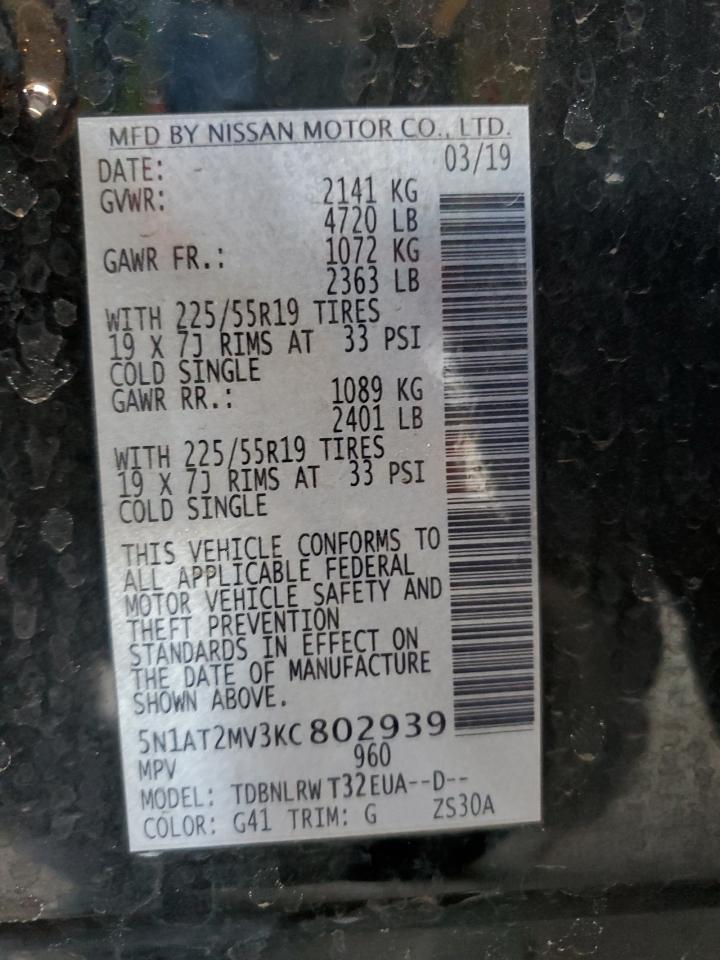 MFD BY NISSAN MOTOR CO., LTD.
DATE: 03/19
GVWR: 2141 KG
4720 LB
GAWR FR.: 1072 KG
2363 LB
WITH 225/55R19 TIRES
19 X 7J RIMS AT 33 PSI
COLD SINGLE
GAWR RR.: 1089 KG
2401 LB
WITH 225/55R19 TIRES
19 X 7J RIMS AT 33 PSI
COLD SINGLE
THIS VEHICLE CONFORMS TO
ALL APPLICABLE FEDERAL
MOTOR VEHICLE SAFETY AND
THEFT PREVENTION
STANDARDS IN EFFECT ON
THE DATE OF MANUFACTURE
SHOWN ABOVE.
5N1AT2MV3KC802939
MPV 960
MODEL: TDBNLRW T32EUA--D--
COLOR: G41 TRIM: G ZS30A